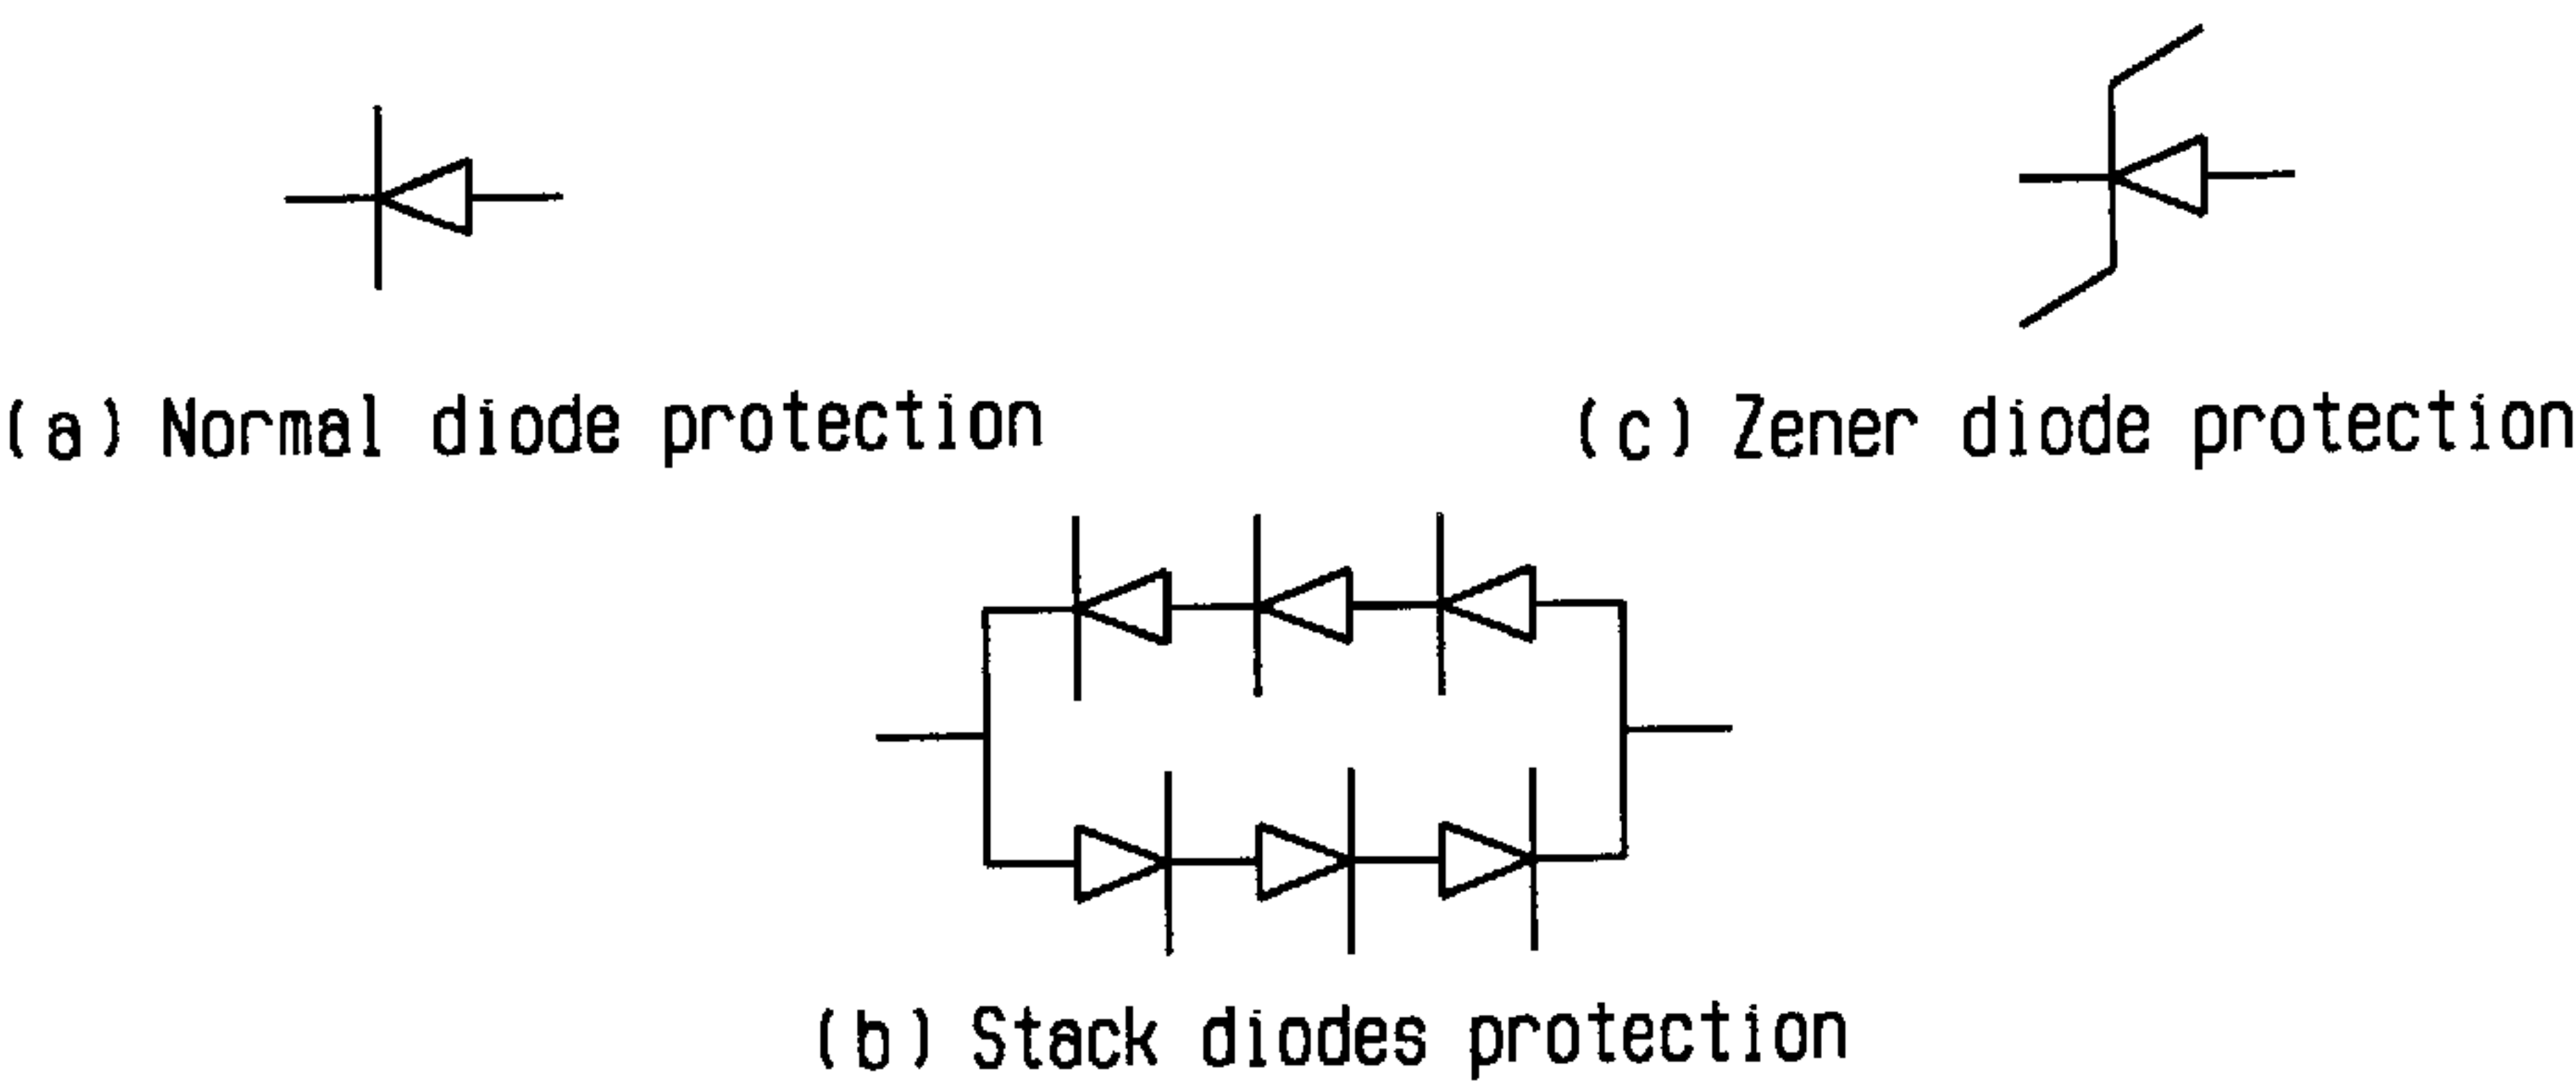 (a) Normal diode protection
(c) Zener diode protection
(b) Stack diodes protection